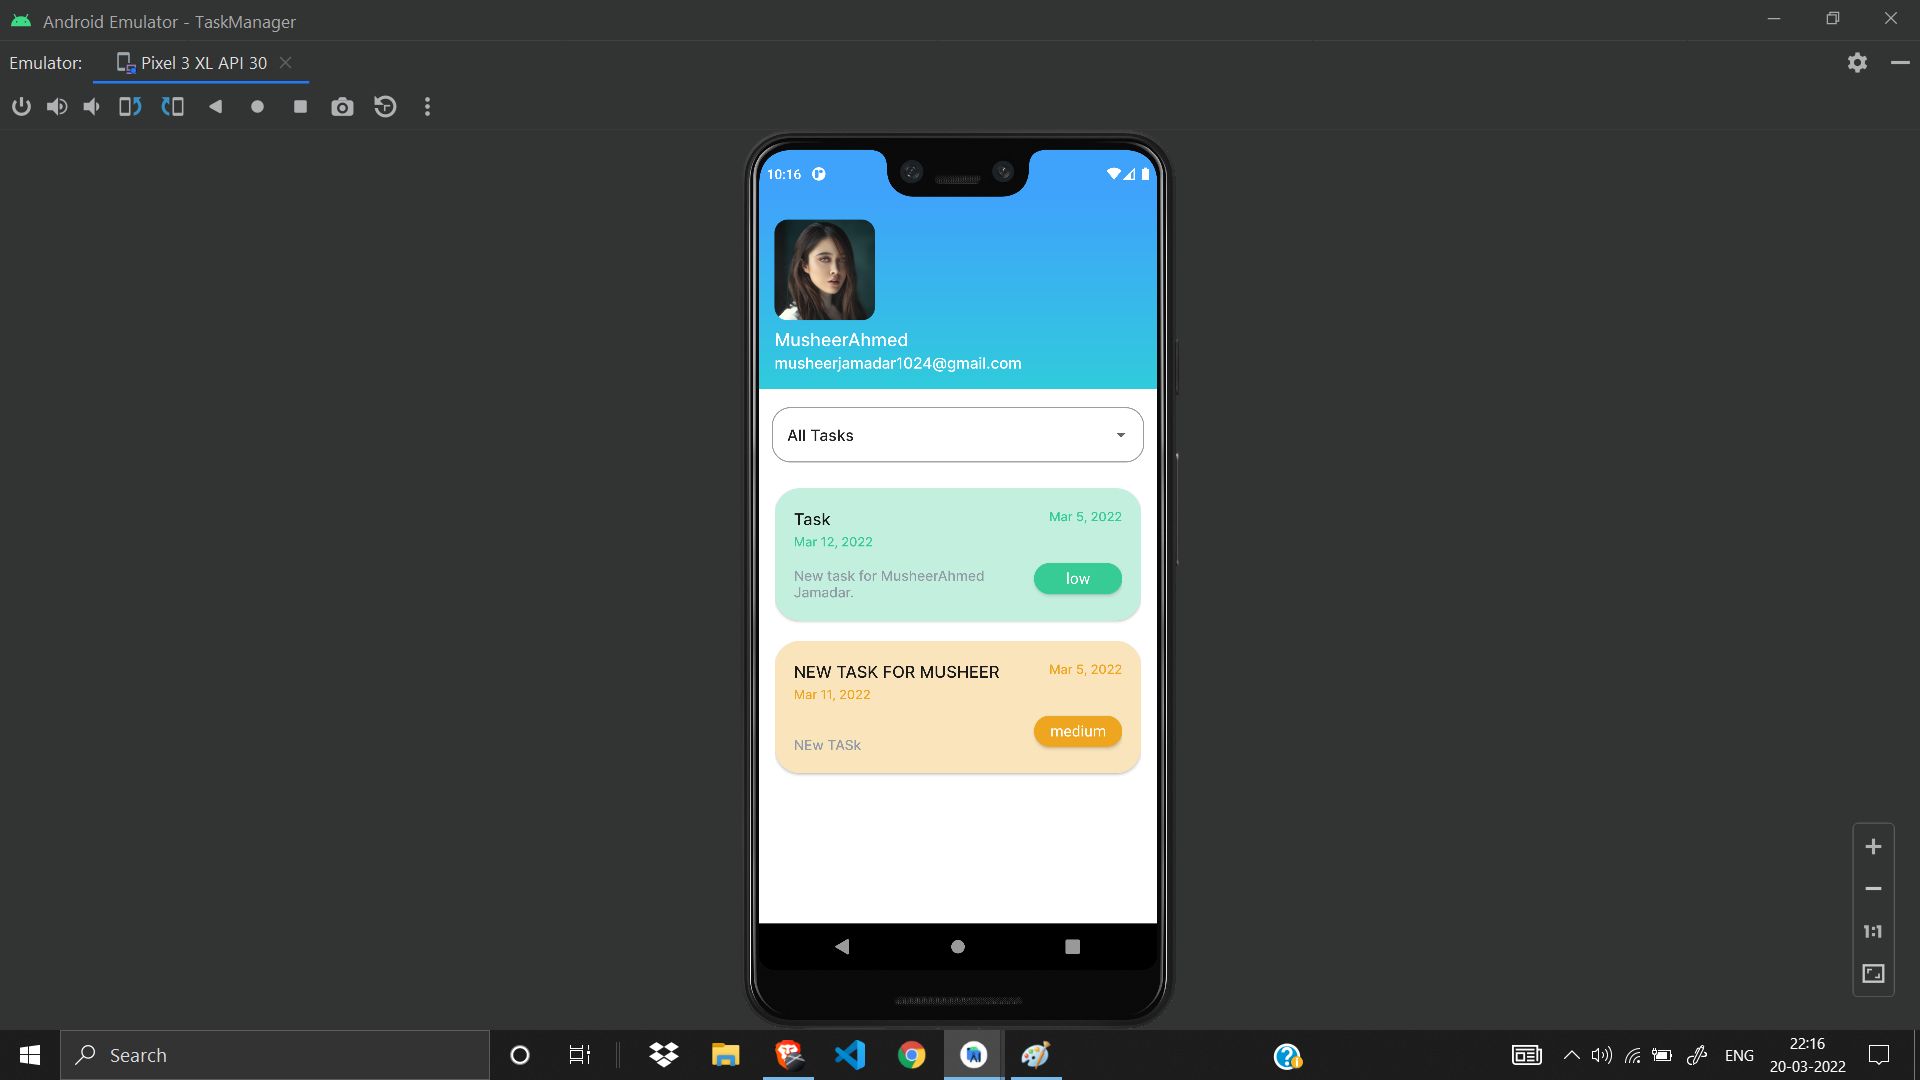 Android Emulator - TaskManager
Emulator: Pixel 3 XL API 30
10:16
MusheerAhmed
musheerjamadar1024@gmail.com
All Tasks
Task
Mar 5, 2022
Mar 12, 2022
New task for MusheerAhmed
Jamadar.
low
NEW TASK FOR MUSHEER
Mar 5, 2022
Mar 11, 2022
medium
NEw TASk
1:1
Search
ENG
22:16
20-03-2022